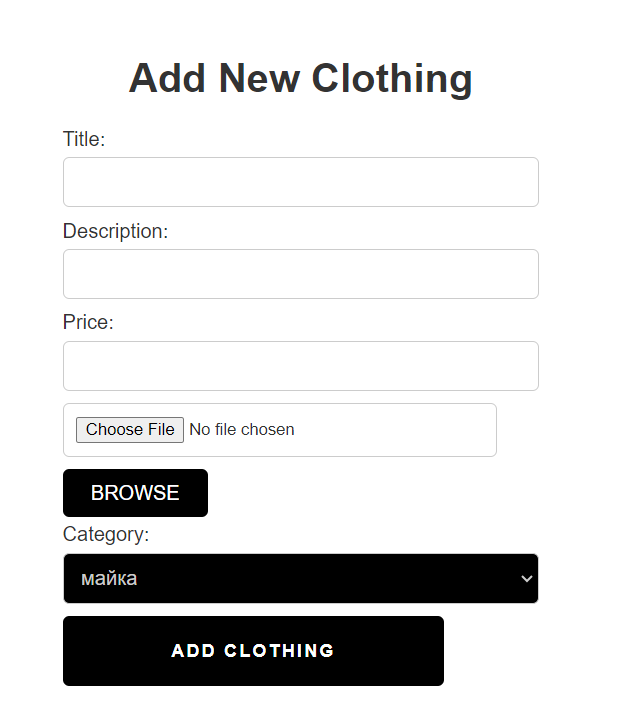 Add New Clothing
Title:
Description:
Price:
Choose File No file chosen
BROWSE
Category:
майка
ADD CLOTHING